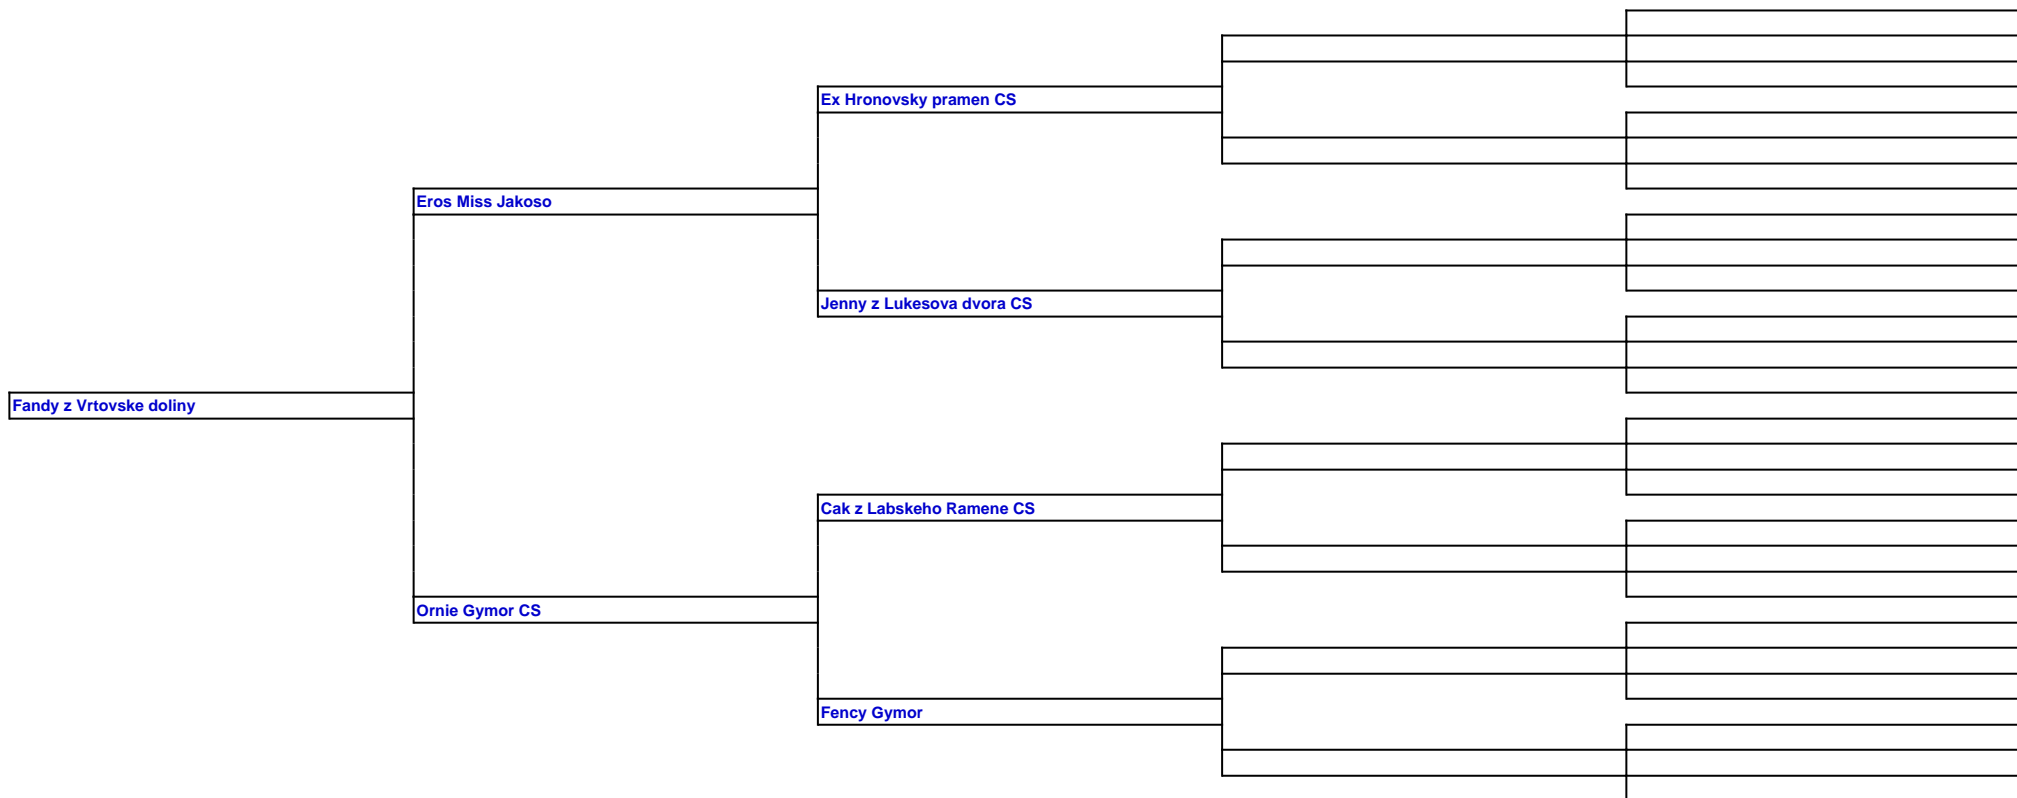 Ex Hronovsky pramen CS
Eros Miss Jakoso
Jenny z Lukesova dvora CS
Fandy z Vrtovske doliny
Cak z Labskeho Ramene CS
Ornie Gymor CS
Fency Gymor